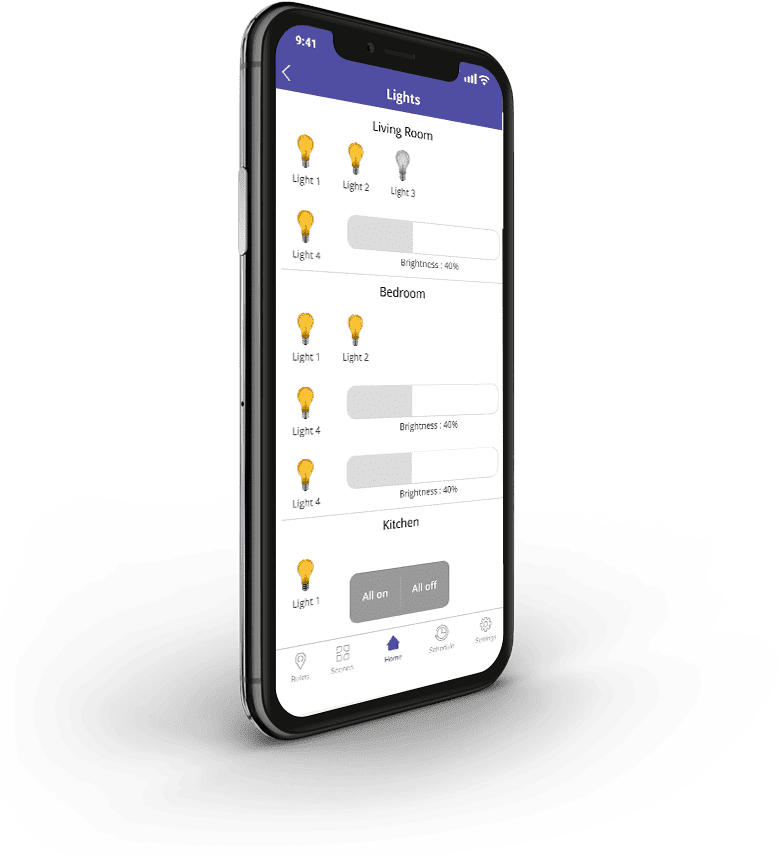 9:41
Lights
Living Room
Light 1
Light 2
Light 3
Light 4
Brightness : 40%
Bedroom
Light 1
Light 2
Light 4
Brightness : 40%
Light 4
Brightness : 40%
Kitchen
Light 1
All on
All off
Rules
Scenes
Home
Schedule
Settings